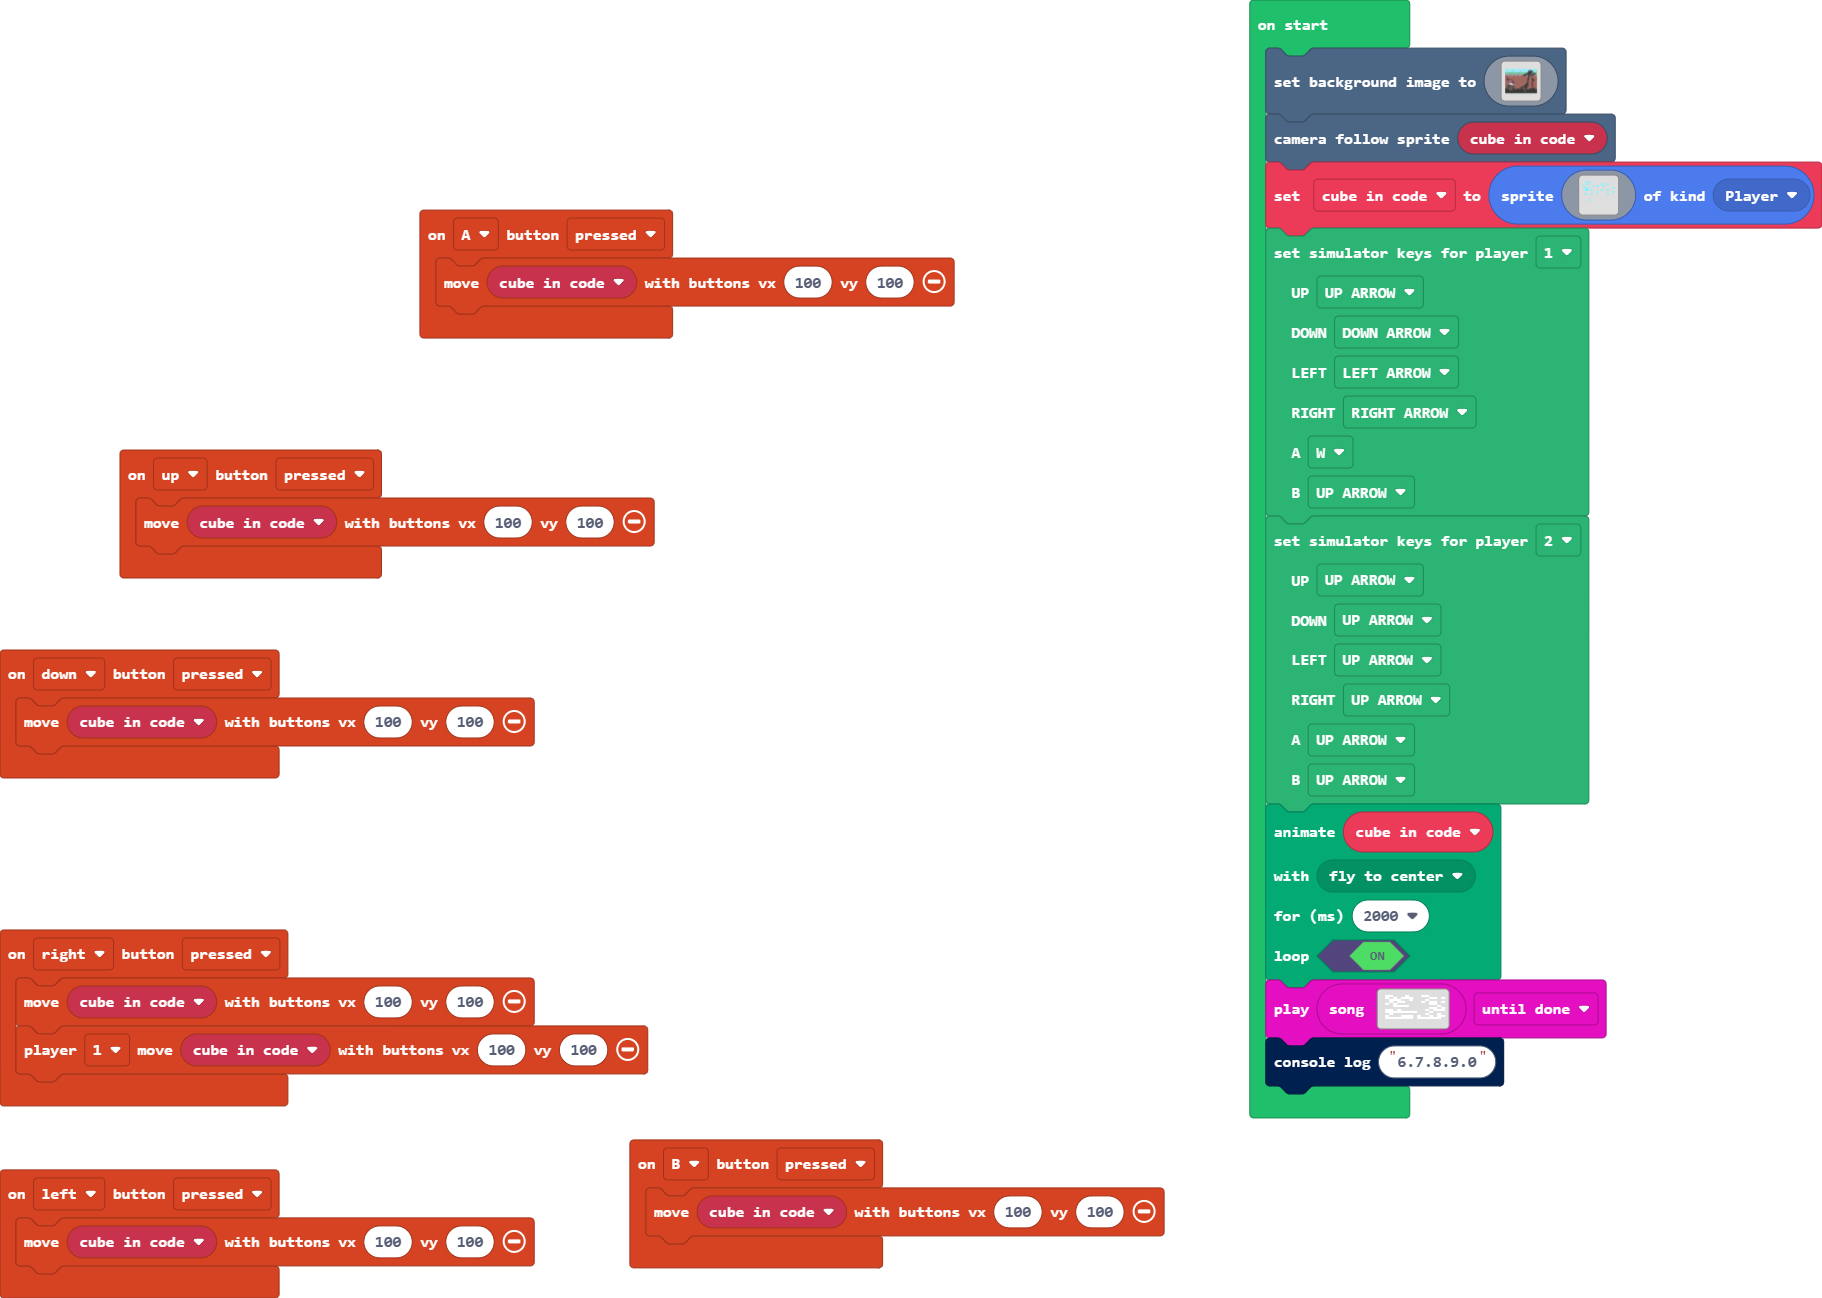 on start
set background image to
camera follow sprite cube in code
set cube in code to sprite of kind Player
set simulator keys for player 1
UP UP ARROW
DOWN DOWN ARROW
LEFT LEFT ARROW
RIGHT RIGHT ARROW
A W
B UP ARROW
set simulator keys for player 2
UP UP ARROW
DOWN UP ARROW
LEFT UP ARROW
RIGHT UP ARROW
A UP ARROW
B UP ARROW
animate cube in code
with fly to center
for (ms) 2000
loop ON
play song until done
console log "6.7.8.9.0"
on A button pressed
move cube in code with buttons vx 100 vy 100
on up button pressed
move cube in code with buttons vx 100 vy 100
on down button pressed
move cube in code with buttons vx 100 vy 100
on right button pressed
move cube in code with buttons vx 100 vy 100
player 1 move cube in code with buttons vx 100 vy 100
on left button pressed
move cube in code with buttons vx 100 vy 100
on B button pressed
move cube in code with buttons vx 100 vy 100